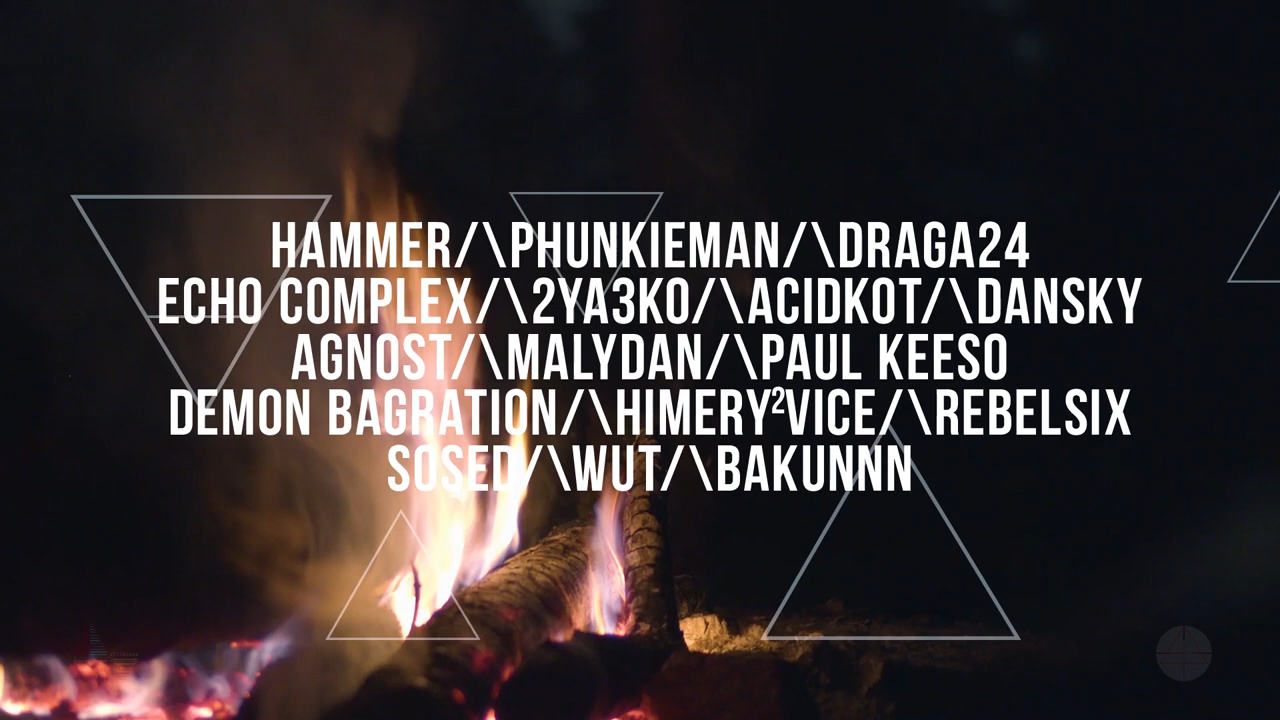 HAMMER/\PHUNKIEMAN/\DRAGA24
ECHO COMPLEX/\2YA3KO/\ACIDKOT/\DANSKY
AGNOST/\MALYDAN/\PAUL KEESO
DEMON BAGRATION/\HIMERY²VICE/\REBELSIX
SOSED/\WUT/\BAKUNNN